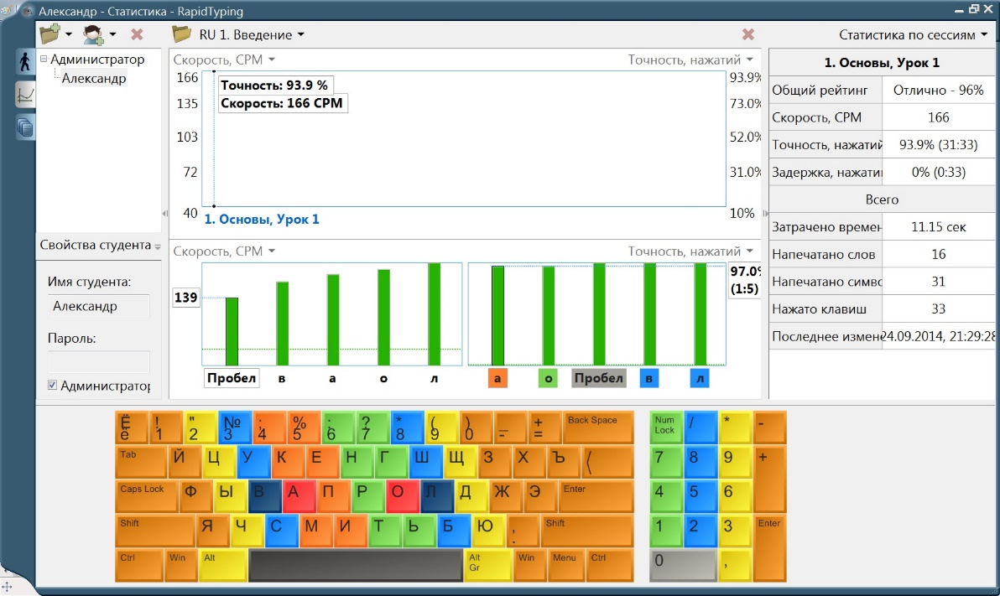 Александр - Статистика - RapidTyping
RU 1. Введение
Статистика по сессиям
Администратор
Александр
Скорость, CPM
Точность, нажатий
166
135
103
72
40
Точность: 93.9 %
Скорость: 166 CPM
93.9%
73.0%
52.0%
31.0%
10%
1. Основы, Урок 1
1. Основы, Урок 1
Общий рейтинг Отлично - 96%
Скорость, CPM 166
Точность, нажатий 93.9% (31:33)
Задержка, нажати 0% (0:33)
Всего
Затрачено времен 11.15 сек
Напечатано слов 16
Напечатано симво 31
Нажато клавиш 33
Последнее измене 24.09.2014, 21:29:28
Свойства студента
Имя студента:
Александр
Пароль:
Администратор
Скорость, CPM
Точность, нажатий
139
97.0%
(1:5)
Пробел в а о л
а о Пробел в л
Ё ! " № ; % : ? * ( ) _ + Back Space
ё 1 2 3 4 5 6 7 8 9 0 - =
Tab Й Ц У К Е Н Г Ш Щ З Х Ъ (
Caps Lock Ф Ы В А П Р О Л Д Ж Э Enter
Shift Я Ч С М И Т Ь Б Ю , Shift
Ctrl Win Alt Alt Gr Win Menu Ctrl
Num Lock / * -
7 8 9 +
4 5 6
1 2 3 Enter
0 ,